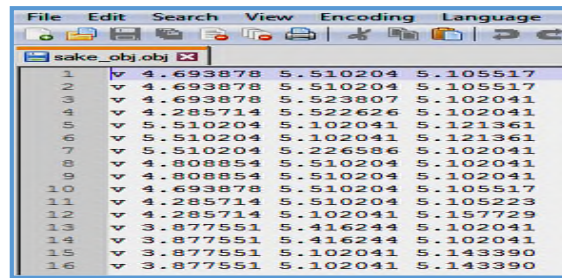 File Edit Search View Encoding Language
sake_obj.obj
1 v 4.693878 5.510204 5.105517
2 v 4.693878 5.510204 5.105517
3 v 4.693878 5.523807 5.102041
4 v 4.285714 5.522626 5.102041
5 v 5.510204 5.102041 5.121361
6 v 5.510204 5.102041 5.121361
7 v 5.510204 5.226586 5.102041
8 v 4.808854 5.510204 5.102041
9 v 4.808854 5.510204 5.102041
10 v 4.693878 5.510204 5.105517
11 v 4.285714 5.510204 5.105223
12 v 4.285714 5.102041 5.157729
13 v 3.877551 5.416244 5.102041
14 v 3.877551 5.416244 5.102041
15 v 3.877551 5.102041 5.143390
16 v 3.877551 5.102041 5.143390